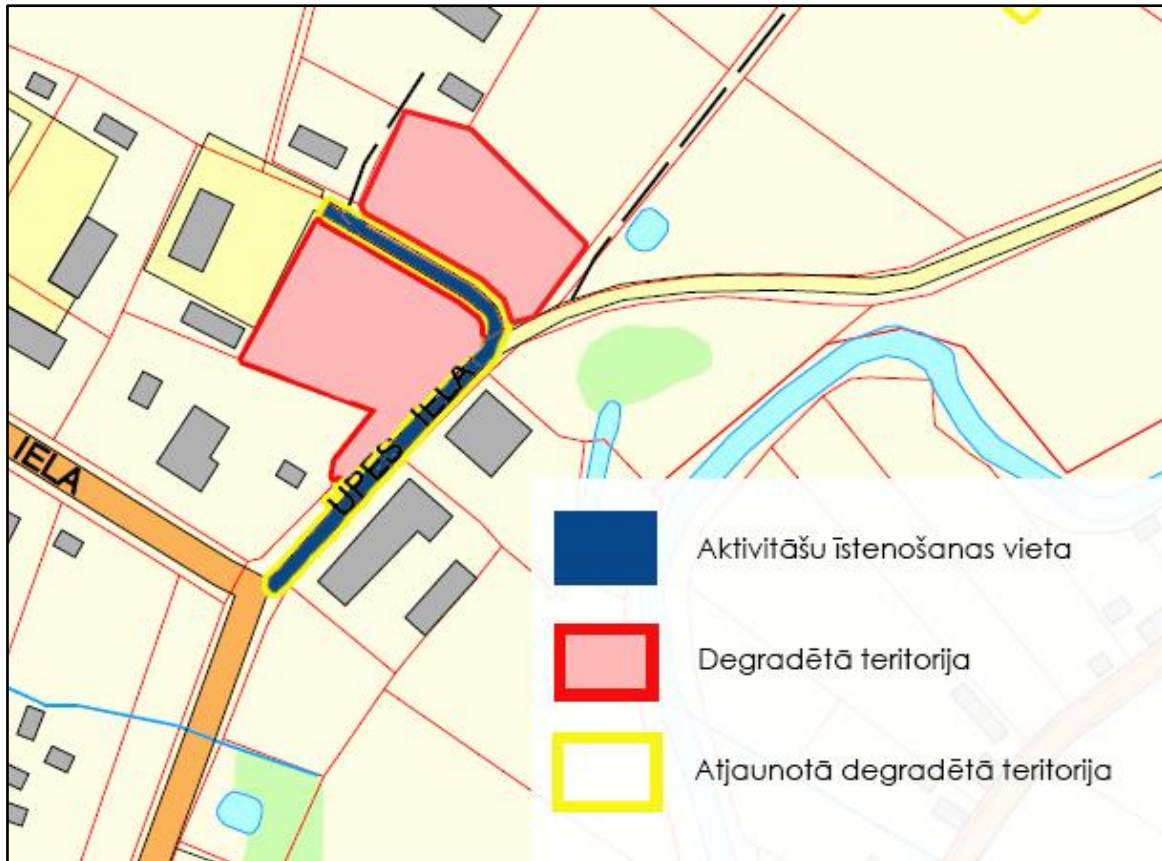 UPES IELA
IELA
Aktivitāšu īstenošanas vieta
Degradētā teritorija
Atjaunotā degradētā teritorija